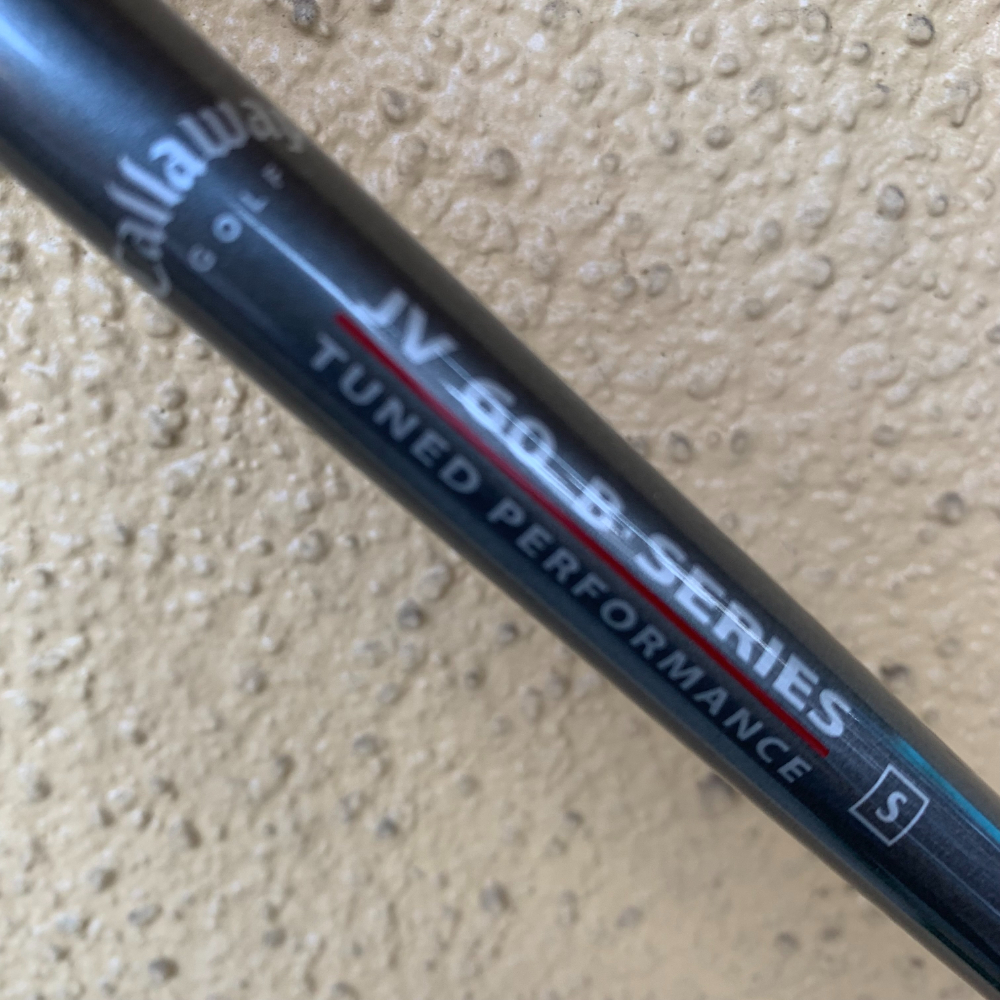 Callaway
GOLF
JV 60 B SERIES
TUNED PERFORMANCE
S